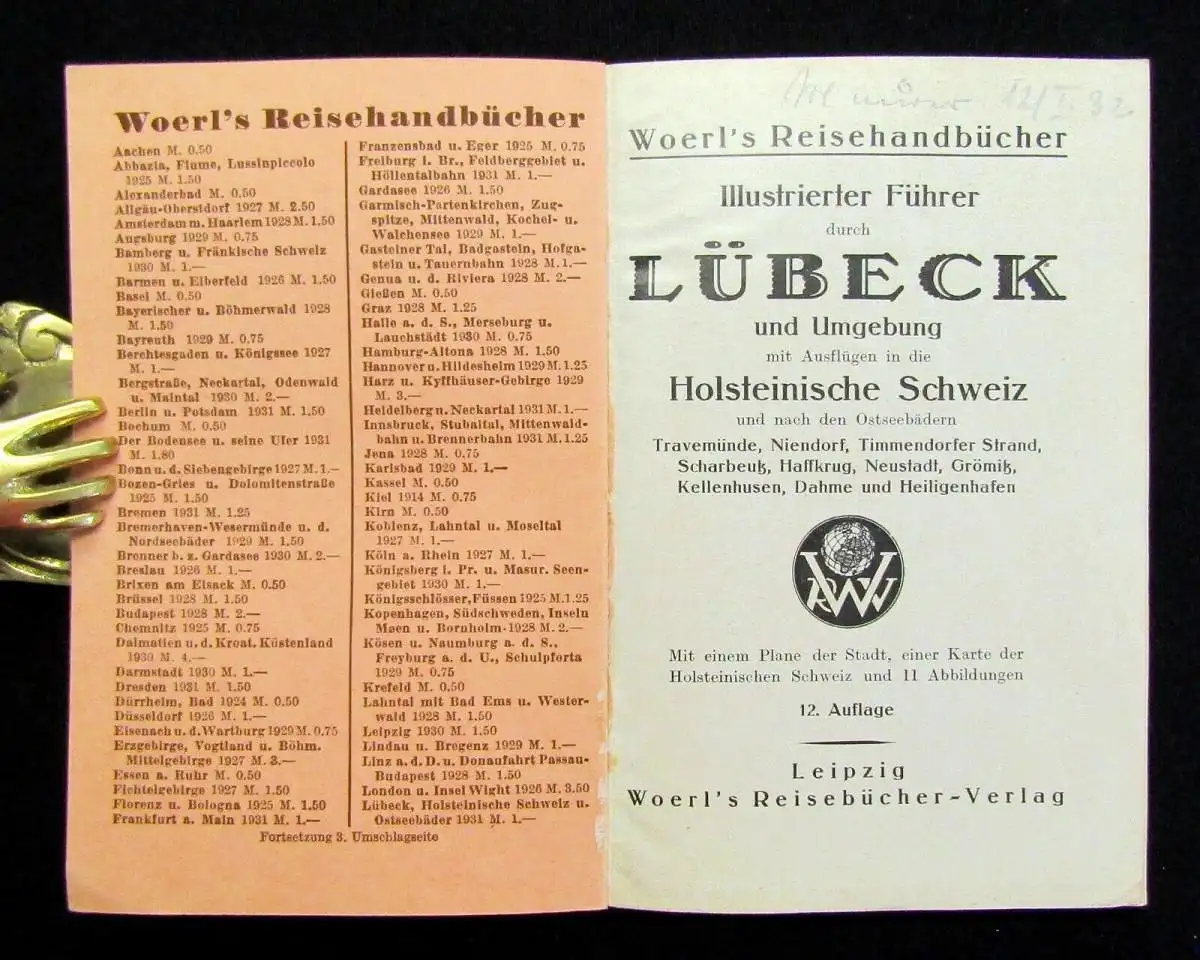 Woerl's Reisehandbücher
Aachen M. 0.50
Abbazia, Fiume, Lussinpiccolo
1925 M. 1.50
Alexanderbad M. 0.50
Allgäu-Oberstdorf 1927 M. 2.50
Amsterdam m. Haarlem 1928 M. 1.50
Augsburg 1929 M. 0.75
Bamberg u. Fränkische Schweiz
1930 M. 1.—
Barmen u. Elberfeld 1926 M. 1.50
Basel M. 0.50
Bayerischer u. Böhmerwald 1928
M. 1.50
Bayreuth 1929 M. 0.75
Berchtesgaden u. Königssee 1927
M. 1.—
Bergstraße, Neckartal, Odenwald
u. Maintal 1930 M. 2.—
Berlin u. Potsdam 1931 M. 1.50
Bochum M. 0.50
Der Bodensee u. seine Ufer 1931
M. 1.80
Bonn u. d. Siebengebirge 1927 M. 1.—
Bozen-Gries u. Dolomitenstraße
1925 M. 1.50
Bremen 1931 M. 1.25
Bremerhaven-Wesermünde u. d.
Nordseebäder 1929 M. 1.50
Brenner b. z. Gardasee 1930 M. 2.—
Breslau 1926 M. 1.—
Brixen am Eisack M. 0.50
Brüssel 1928 M. 1.50
Budapest 1928 M. 2.—
Chemnitz 1925 M. 0.75
Dalmatien u. d. Kroat. Küstenland
1930 M. 4.—
Darmstadt 1930 M. 1.—
Dresden 1931 M. 1.50
Dürrheim, Bad 1924 M. 0.50
Düsseldorf 1926 M. 1.—
Eisenach u. d. Wartburg 1929 M. 0.75
Erzgebirge, Vogtland u. Böhm.
Mittelgebirge 1927 M. 3.—
Essen a. Ruhr M. 0.50
Fichtelgebirge 1927 M. 1.50
Florenz u. Bologna 1925 M. 1.50
Frankfurt a. Main 1931 M. 1.—
Franzensbad u. Eger 1925 M. 0.75
Freiburg i. Br., Feldberggebiet u.
Höllentalbahn 1931 M. 1.—
Gardasee 1926 M. 1.50
Garmisch-Partenkirchen, Zug-
spitze, Mittenwald, Kochel- u.
Walchensee 1929 M. 1.—
Gasteiner Tal, Badgastein, Hofga-
stein u. Tauernbahn 1928 M. 1.—
Genua u. d. Riviera 1928 M. 2.—
Gießen M. 0.50
Graz 1928 M. 1.25
Halle a. d. S., Merseburg u.
Lauchstädt 1930 M. 0.75
Hamburg-Altona 1928 M. 1.50
Hannover u. Hildesheim 1929 M. 1.25
Harz u. Kyffhäuser-Gebirge 1929
M. 3.—
Heidelberg u. Neckartal 1931 M. 1.—
Innsbruck, Stubaital, Mittenwald-
bahn u. Brennerbahn 1931 M. 1.25
Jena 1928 M. 0.75
Karlsbad 1929 M. 1.—
Kassel M. 0.50
Kiel 1914 M. 0.75
Kirn M. 0.50
Koblenz, Lahntal u. Moseltal
1927 M. 1.—
Köln a. Rhein 1927 M. 1.—
Königsberg i. Pr. u. Masur. Seen-
gebiet 1930 M. 1.—
Königsschlösser, Füssen 1925 M. 1.25
Kopenhagen, Südschweden, Inseln
Møen u. Bornholm 1928 M. 2.—
Kösen u. Naumburg a. d. S.,
Freyburg a. d. U., Schulpforta
1929 M. 0.75
Krefeld M. 0.50
Lahntal mit Bad Ems u. Wester-
wald 1928 M. 1.50
Leipzig 1930 M. 1.50
Lindau u. Bregenz 1929 M. 1.—
Linz a. d. D. u. Donaufahrt Passau-
Budapest 1928 M. 1.50
London u. Insel Wight 1926 M. 3.50
Lübeck, Holsteinische Schweiz u.
Ostseebäder 1931 M. 1.—
Fortsetzung 3. Umschlagseite
Woerl's Reisehandbücher
Illustrierter Führer
durch
LÜBECK
und Umgebung
mit Ausflügen in die
Holsteinische Schweiz
und nach den Ostseebädern
Travemünde, Niendorf, Timmendorfer Strand,
Scharbeutz, Haffkrug, Neustadt, Grömitz,
Kellenhusen, Dahme und Heiligenhafen
RWV
Mit einem Plane der Stadt, einer Karte der
Holsteinischen Schweiz und 11 Abbildungen
12. Auflage
Leipzig
Woerl's Reisebücher-Verlag